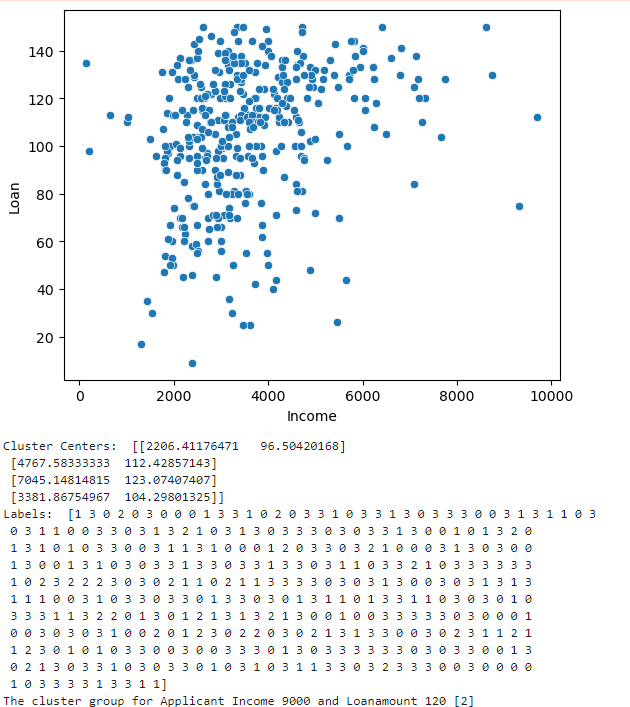 Loan
140
120
100
80
60
40
20
0
2000
4000
6000
8000
10000
Income
Cluster Centers:  [[2206.41176471   96.50420168]
 [4767.58333333  112.42857143]
 [7045.14814815  123.07407407]
 [3381.86754967  104.29801325]]
Labels:  [1 3 0 2 0 3 0 0 0 1 3 3 1 0 2 0 3 3 1 0 3 3 1 3 0 3 3 3 0 0 3 1 3 1 1 0 3
 0 3 1 1 0 0 3 3 0 3 1 3 2 1 0 3 1 3 0 3 3 3 0 3 0 3 3 1 3 0 0 1 0 1 3 2 0
 1 3 1 0 1 0 3 3 0 0 3 1 1 3 1 0 0 0 1 2 0 3 3 0 3 2 1 0 0 0 3 1 0 3 3 0 0
 1 3 0 0 1 3 1 0 3 3 0 1 3 3 0 3 3 1 3 3 0 3 1 1 0 3 3 2 1 0 3 3 3 3 3 3 3
 1 0 2 3 2 2 2 3 0 3 0 3 0 2 1 1 0 2 1 1 3 3 3 3 3 0 1 3 0 0 3 0 3 1 3 1 3
 1 1 1 0 0 3 1 0 3 1 0 3 0 1 3 3 0 3 0 1 3 1 1 0 1 3 3 1 1 0 3 0 3 0 3 1 0
 3 3 3 1 1 3 2 2 0 1 3 0 1 2 1 3 1 3 2 1 3 0 0 1 0 0 3 3 3 3 0 3 0 0 0 0 1
 0 0 3 0 3 0 3 1 0 0 2 0 1 2 3 0 2 2 0 3 0 2 1 3 1 3 3 0 0 3 0 2 3 1 1 2 1
 1 2 3 0 1 0 1 0 3 3 0 0 0 3 3 3 0 1 0 3 3 3 0 2 0 3 0 3 3 0 3 3 0 0 1 3
 0 2 1 3 0 3 3 1 0 3 0 3 3 0 1 0 3 1 0 3 1 1 3 3 0 3 2 3 3 3 0 0 3 0 0 0 0
 1 0 3 3 3 3 1 3 3 1 1]
The cluster group for Applicant Income 9000 and Loanamount 120 [2]